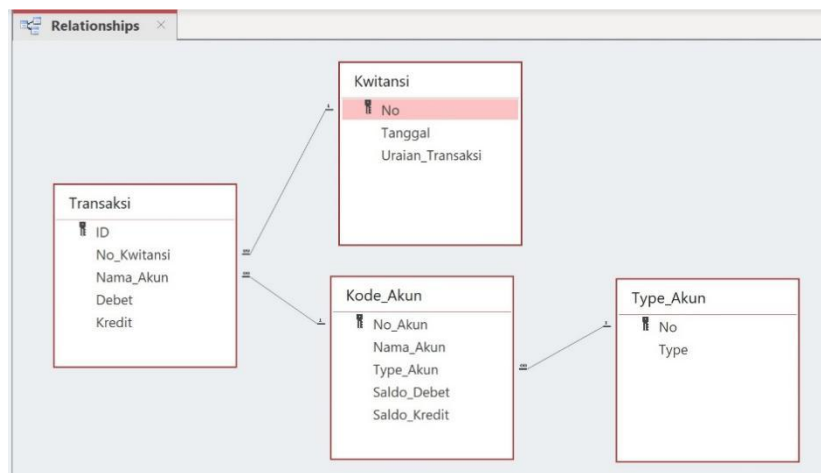 Relationships
Kwitansi
No
Tanggal
Uraian_Transaksi
Transaksi
ID
No_Kwitansi
Nama_Akun
Debet
Kredit
Kode_Akun
No_Akun
Nama_Akun
Type_Akun
Saldo_Debet
Saldo_Kredit
Type_Akun
No
Type